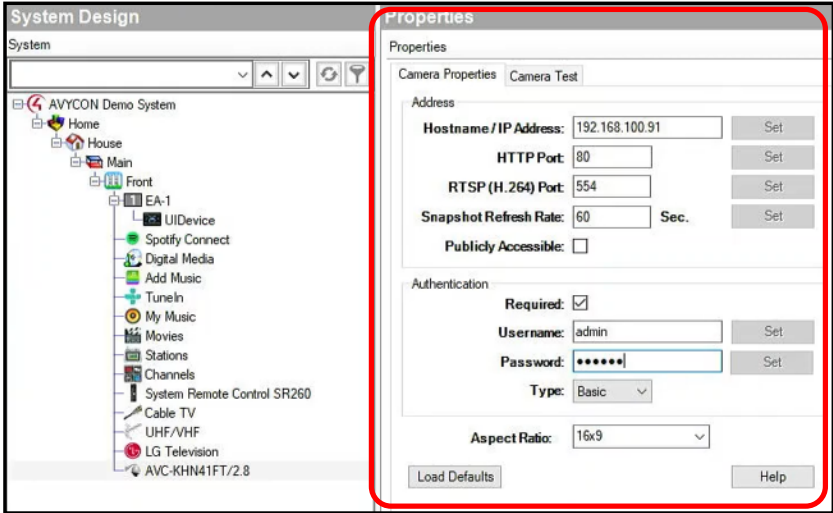 System Design
System
AVYCON Demo System
Home
House
Main
Front
EA-1
UIDevice
Spotify Connect
Digital Media
Add Music
TuneIn
My Music
Movies
Stations
Channels
System Remote Control SR260
Cable TV
UHF/VHF
LG Television
AVC-KHN41FT/2.8
Properties
Properties
Camera Properties Camera Test
Address
Hostname / IP Address: 192.168.100.91 Set
HTTP Port: 80 Set
RTSP (H.264) Port: 554 Set
Snapshot Refresh Rate: 60 Sec. Set
Publicly Accessible:
Authentication
Required:
Username: admin Set
Password: ●●●●●● Set
Type: Basic
Aspect Ratio: 16x9
Load Defaults Help